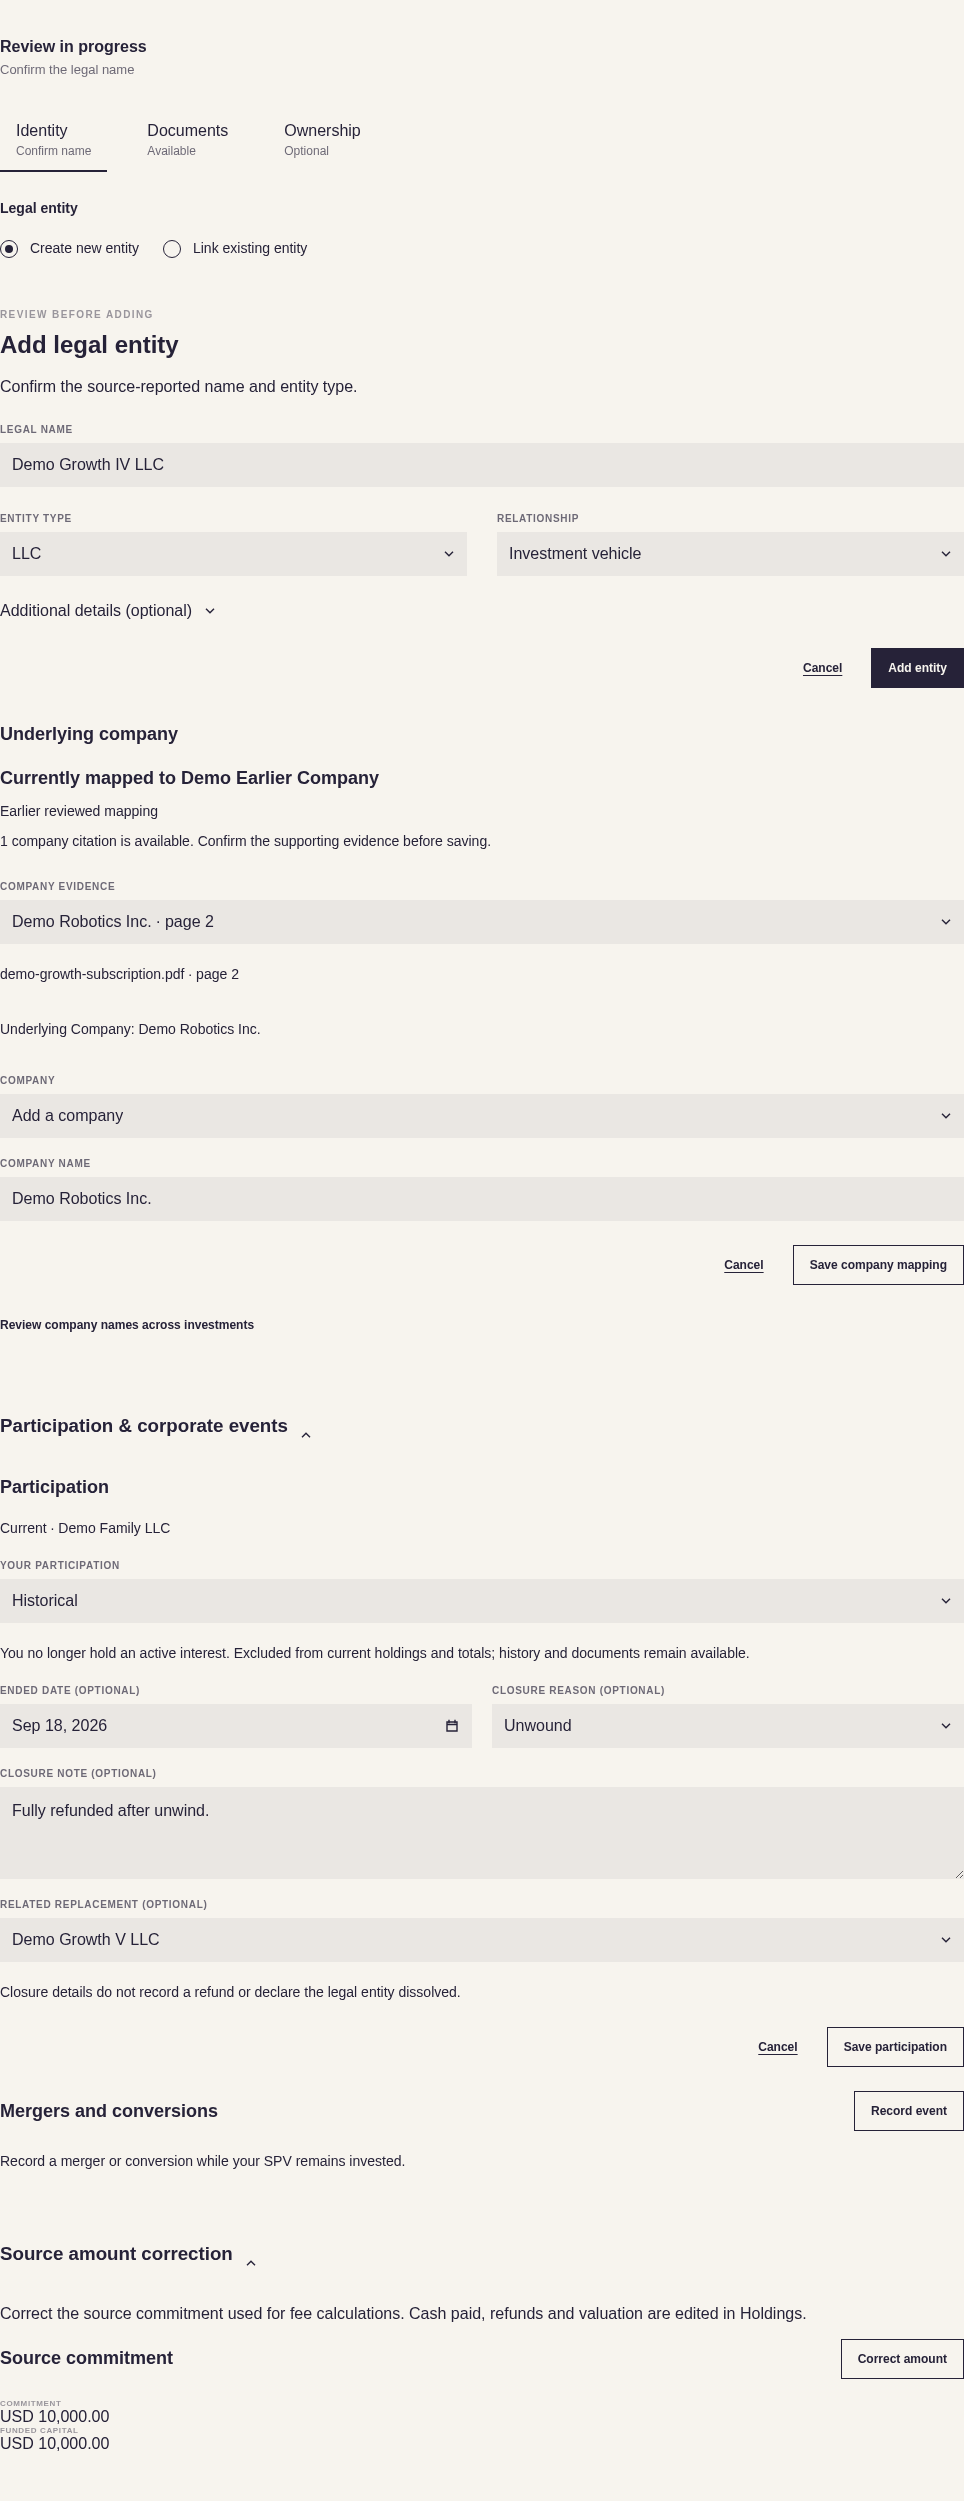 Review in progress
Confirm the legal name
Identity
Confirm name
Documents
Available
Ownership
Optional
Legal entity
Create new entity
Link existing entity
REVIEW BEFORE ADDING
Add legal entity
Confirm the source-reported name and entity type.
LEGAL NAME
Demo Growth IV LLC
ENTITY TYPE
LLC
RELATIONSHIP
Investment vehicle
Additional details (optional)
Cancel
Add entity
Underlying company
Currently mapped to Demo Earlier Company
Earlier reviewed mapping
1 company citation is available. Confirm the supporting evidence before saving.
COMPANY EVIDENCE
Demo Robotics Inc. · page 2
demo-growth-subscription.pdf · page 2
Underlying Company: Demo Robotics Inc.
COMPANY
Add a company
COMPANY NAME
Demo Robotics Inc.
Cancel
Save company mapping
Review company names across investments
Participation & corporate events
Participation
Current · Demo Family LLC
YOUR PARTICIPATION
Historical
You no longer hold an active interest. Excluded from current holdings and totals; history and documents remain available.
ENDED DATE (OPTIONAL)
Sep 18, 2026
CLOSURE REASON (OPTIONAL)
Unwound
CLOSURE NOTE (OPTIONAL)
Fully refunded after unwind.
RELATED REPLACEMENT (OPTIONAL)
Demo Growth V LLC
Closure details do not record a refund or declare the legal entity dissolved.
Cancel
Save participation
Mergers and conversions
Record event
Record a merger or conversion while your SPV remains invested.
Source amount correction
Correct the source commitment used for fee calculations. Cash paid, refunds and valuation are edited in Holdings.
Source commitment
Correct amount
COMMITMENT
USD 10,000.00
FUNDED CAPITAL
USD 10,000.00